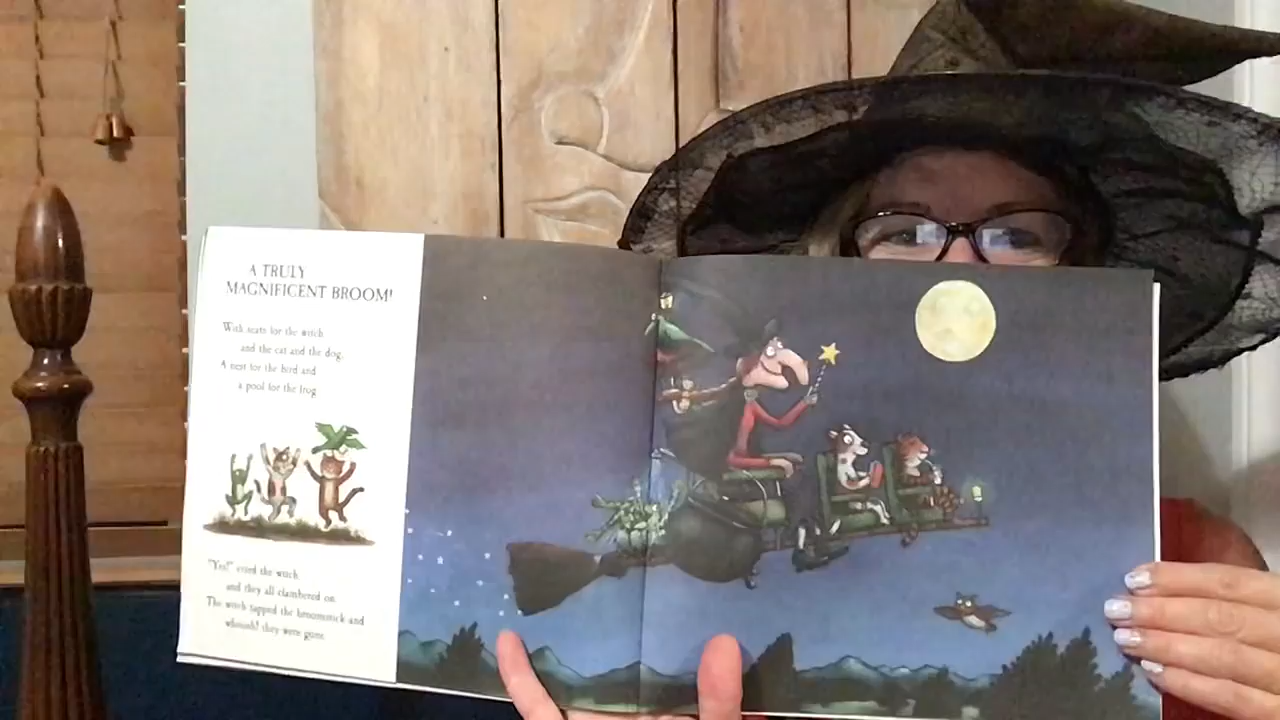 A TRULY
MAGNIFICENT BROOM!
With seats for the witch
and the cat and the dog,
A nest for the bird and
a pool for the frog.
"Yes!" cried the witch
and they all clambered on.
The witch tapped the broomstick and
whoosh! they were gone.